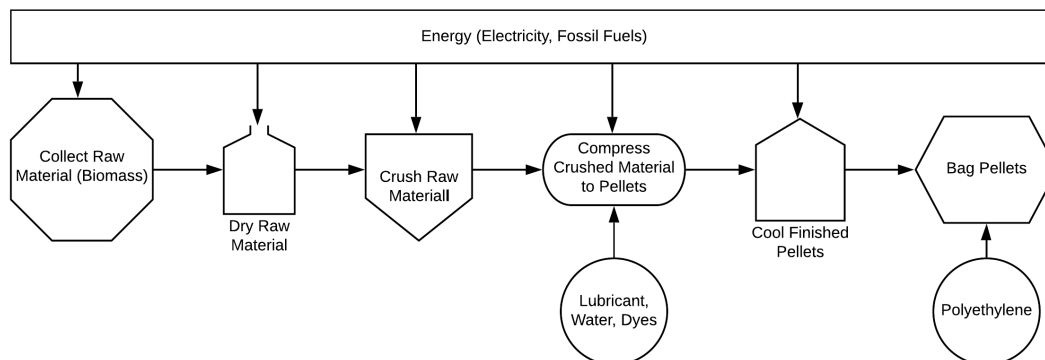 Energy (Electricity, Fossil Fuels)
Collect Raw
Material (Biomass)
Dry Raw
Material
Crush Raw
Materiall
Compress
Crushed Material
to Pellets
Cool Finished
Pellets
Bag Pellets
Lubricant,
Water, Dyes
Polyethylene